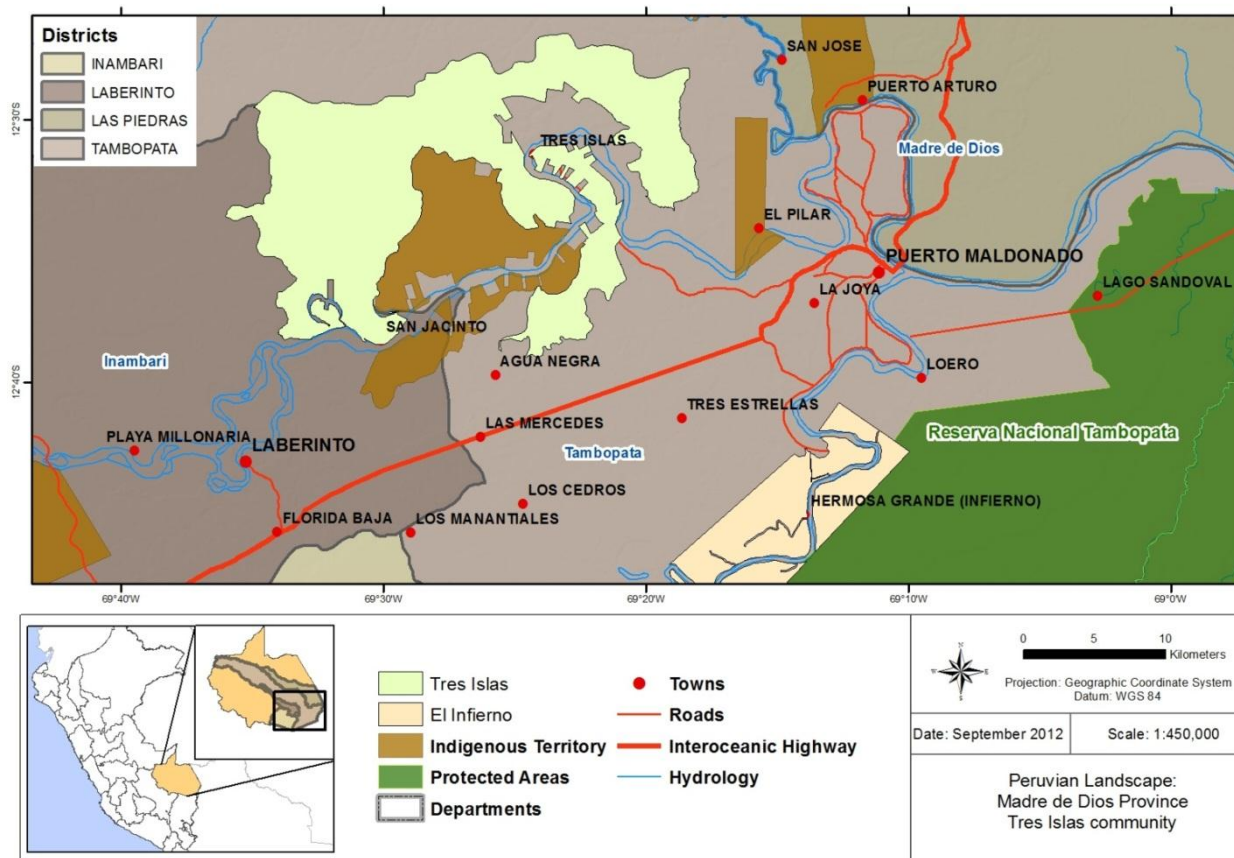 Districts
INAMBARI
LABERINTO
LAS PIEDRAS
TAMBOPATA
SAN JOSE
PUERTO ARTURO
12°30'S
TRES ISLAS
Madre de Dios
EL PILAR
PUERTO MALDONADO
LAGO SANDOVAL
LA JOYA
SAN JACINTO
Inambari
AGUA NEGRA
LOERO
12°40'S
TRES ESTRELLAS
PLAYA MILLONARIA
LAS MERCEDES
Reserva Nacional Tambopata
LABERINTO
Tambopata
LOS CEDROS
HERMOSA GRANDE (INFIERNO)
FLORIDA BAJA
LOS MANANTIALES
69°40'W
69°30'W
69°20'W
69°10'W
69°0'W
Tres Islas
El Infierno
Indigenous Territory
Protected Areas
Departments
Towns
Roads
Interoceanic Highway
Hydrology
N
W
E
S
0 5 10
Kilometers
Projection: Geographic Coordinate System
Datum: WGS 84
Date: September 2012
Scale: 1:450,000
Peruvian Landscape:
Madre de Dios Province
Tres Islas community